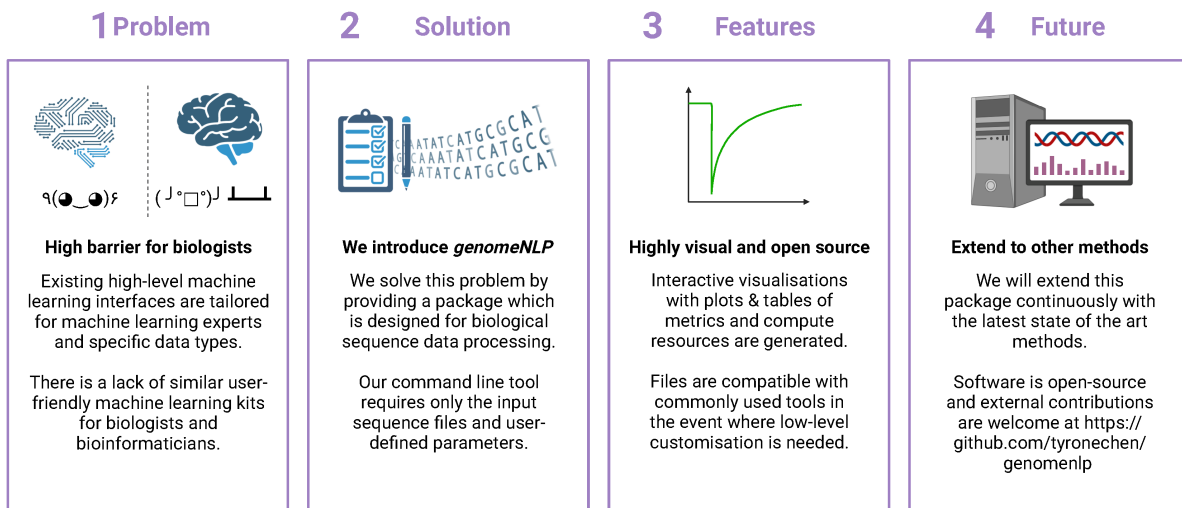 1 Problem
٩(◕‿◕)۶
(╯°□°)╯┻━┻
High barrier for biologists
Existing high-level machine
learning interfaces are tailored
for machine learning experts
and specific data types.
There is a lack of similar user-
friendly machine learning kits
for biologists and
bioinformaticians.
2 Solution
AATATCATGCGCAT
CAAATATCATGCG
CAATATCATGCGCAT
We introduce genomeNLP
We solve this problem by
providing a package which
is designed for biological
sequence data processing.
Our command line tool
requires only the input
sequence files and user-
defined parameters.
3 Features
Highly visual and open source
Interactive visualisations
with plots & tables of
metrics and compute
resources are generated.
Files are compatible with
commonly used tools in
the event where low-level
customisation is needed.
4 Future
Extend to other methods
We will extend this
package continuously with
the latest state of the art
methods.
Software is open-source
and external contributions
are welcome at https://
github.com/tyronechen/
genomenlp